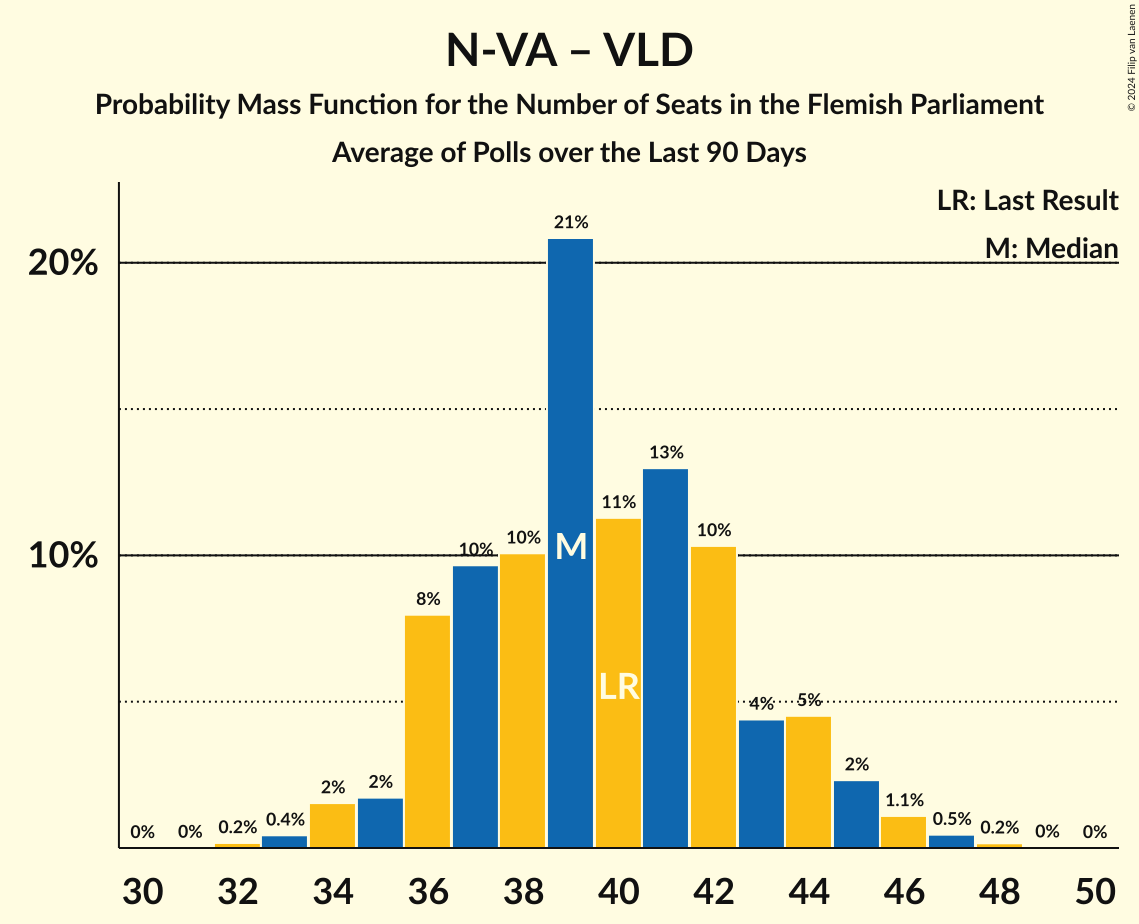 N-VA – VLD
Probability Mass Function for the Number of Seats in the Flemish Parliament
Average of Polls over the Last 90 Days
© 2024 Filip van Laenen
LR: Last Result
M: Median
20%
10%
0%
0%
0.2%
0.4%
2%
2%
8%
10%
10%
21%
11%
13%
10%
4%
5%
2%
1.1%
0.5%
0.2%
0%
0%
M
LR
30 32 34 36 38 40 42 44 46 48 50